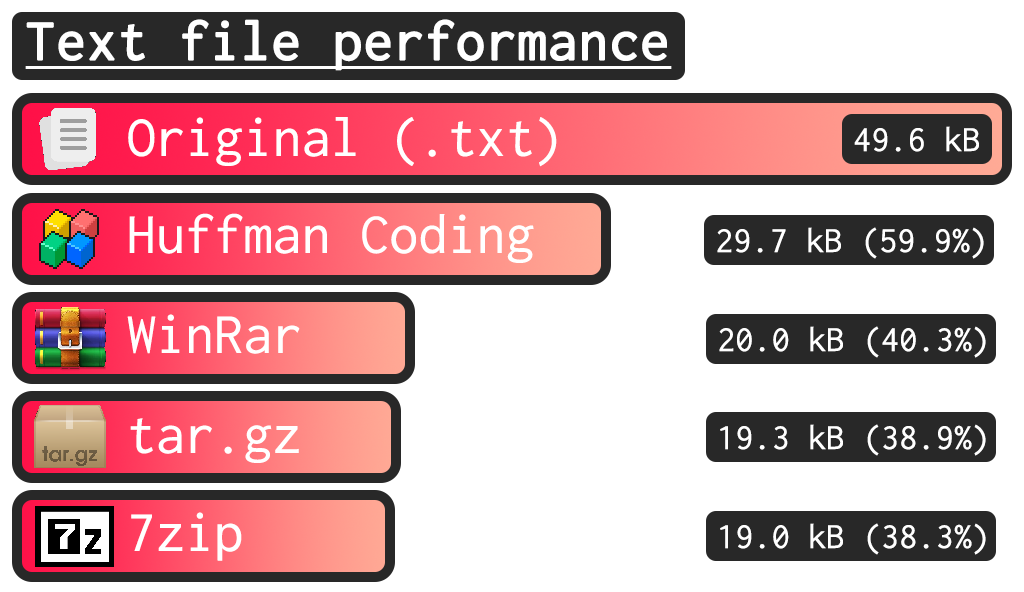 Text file performance
Original (.txt) 49.6 kB
Huffman Coding 29.7 kB (59.9%)
WinRar 20.0 kB (40.3%)
tar.gz tar.gz 19.3 kB (38.9%)
7z 7zip 19.0 kB (38.3%)